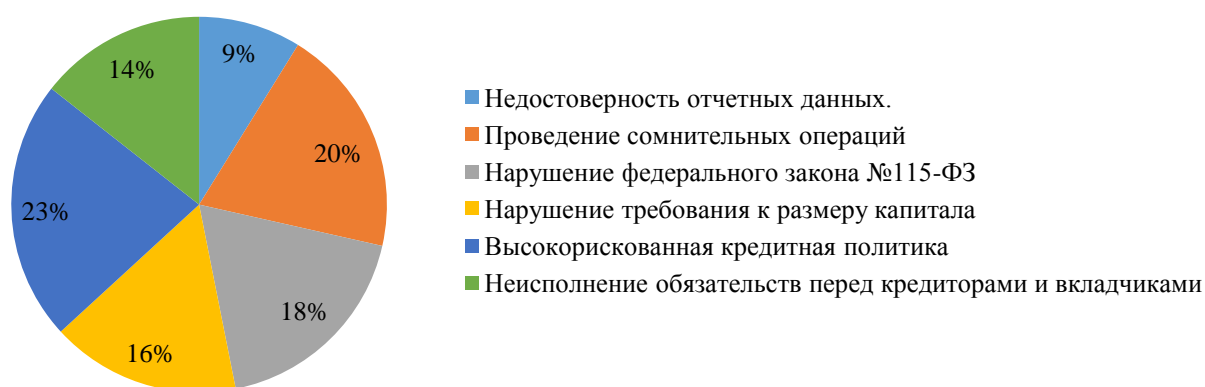 9%
14%
20%
23%
18%
16%
Недостоверность отчетных данных.
Проведение сомнительных операций
Нарушение федерального закона №115-ФЗ
Нарушение требования к размеру капитала
Высокорискованная кредитная политика
Неисполнение обязательств перед кредиторами и вкладчиками